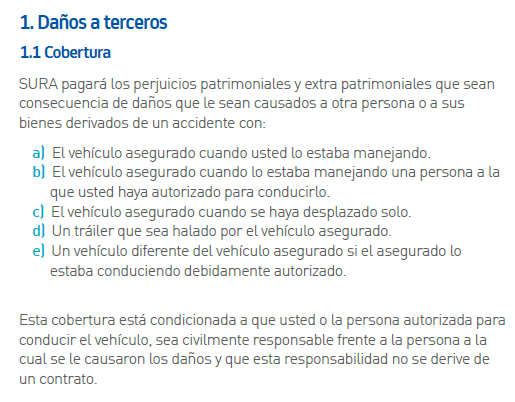 1. Daños a terceros
1.1 Cobertura
SURA pagará los perjuicios patrimoniales y extra patrimoniales que sean
consecuencia de daños que le sean causados a otra persona o a sus
bienes derivados de un accidente con:
a) El vehículo asegurado cuando usted lo estaba manejando.
b) El vehículo asegurado cuando lo estaba manejando una persona a la
que usted haya autorizado para conducirlo.
c) El vehículo asegurado cuando se haya desplazado solo.
d) Un tráiler que sea halado por el vehículo asegurado.
e) Un vehículo diferente del vehículo asegurado si el asegurado lo
estaba conduciendo debidamente autorizado.
Esta cobertura está condicionada a que usted o la persona autorizada para
conducir el vehículo, sea civilmente responsable frente a la persona a la
cual se le causaron los daños y que esta responsabilidad no se derive de
un contrato.